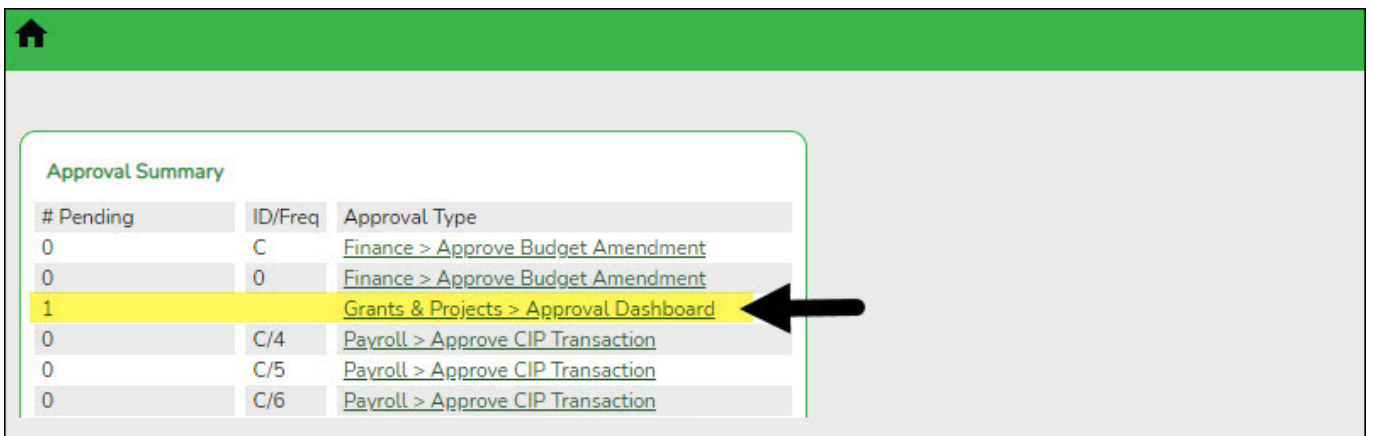 Approval Summary
# Pending ID/Freq Approval Type
0 C Finance > Approve Budget Amendment
0 0 Finance > Approve Budget Amendment
1 Grants & Projects > Approval Dashboard
0 C/4 Payroll > Approve CIP Transaction
0 C/5 Payroll > Approve CIP Transaction
0 C/6 Payroll > Approve CIP Transaction